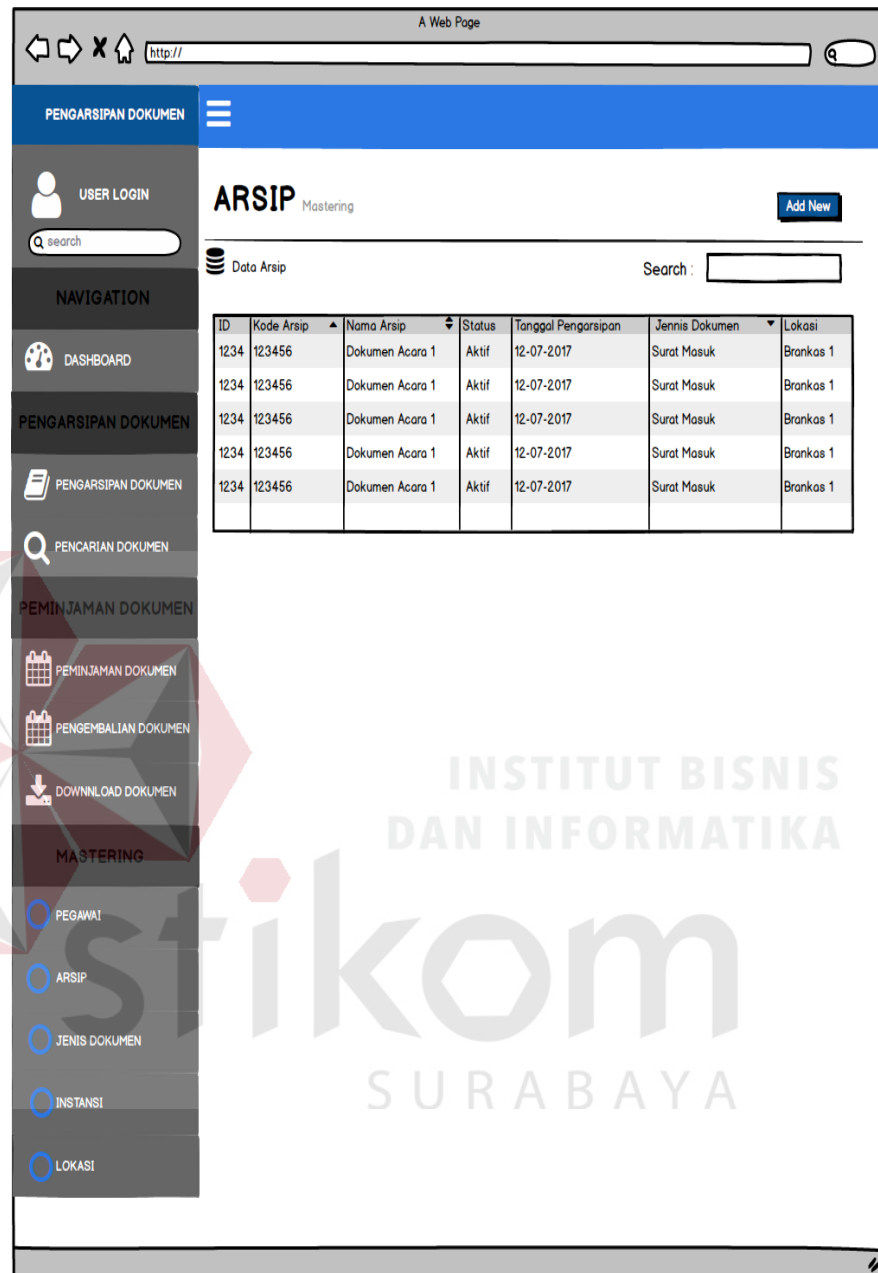 A Web Page
http://
PENGARSIPAN DOKUMEN
USER LOGIN
search
NAVIGATION
DASHBOARD
PENGARSIPAN DOKUMEN
PENGARSIPAN DOKUMEN
PENCARIAN DOKUMEN
PEMINJAMAN DOKUMEN
PEMINJAMAN DOKUMEN
PENGEMBALIAN DOKUMEN
DOWNNLOAD DOKUMEN
MASTERING
PEGAWAI
ARSIP
JENIS DOKUMEN
INSTANSI
LOKASI
ARSIP Mastering
Add New
Data Arsip
Search :
ID Kode Arsip Nama Arsip Status Tanggal Pengarsipan Jennis Dokumen Lokasi
1234 123456 Dokumen Acara 1 Aktif 12-07-2017 Surat Masuk Brankas 1
1234 123456 Dokumen Acara 1 Aktif 12-07-2017 Surat Masuk Brankas 1
1234 123456 Dokumen Acara 1 Aktif 12-07-2017 Surat Masuk Brankas 1
1234 123456 Dokumen Acara 1 Aktif 12-07-2017 Surat Masuk Brankas 1
1234 123456 Dokumen Acara 1 Aktif 12-07-2017 Surat Masuk Brankas 1
INSTITUT BISNIS
DAN INFORMATIKA
stikom
SURABAYA